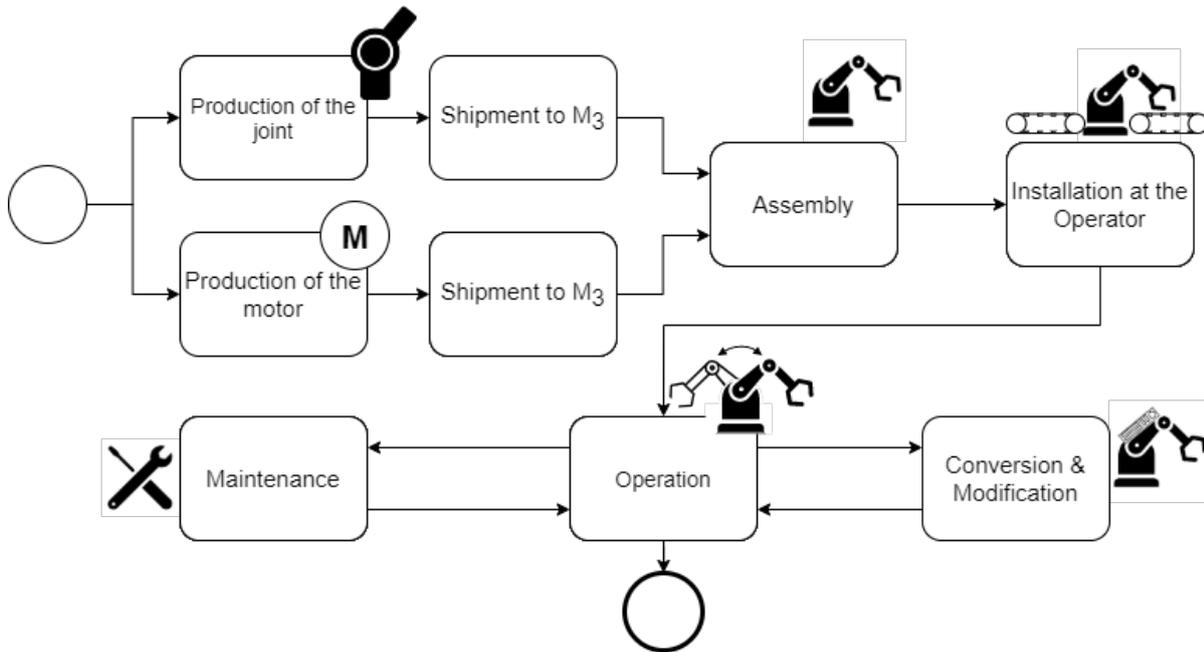 Production of the
joint
Shipment to M3
Assembly
Installation at the
Operator
M
Production of the
motor
Shipment to M3
Maintenance
Operation
Conversion &
Modification